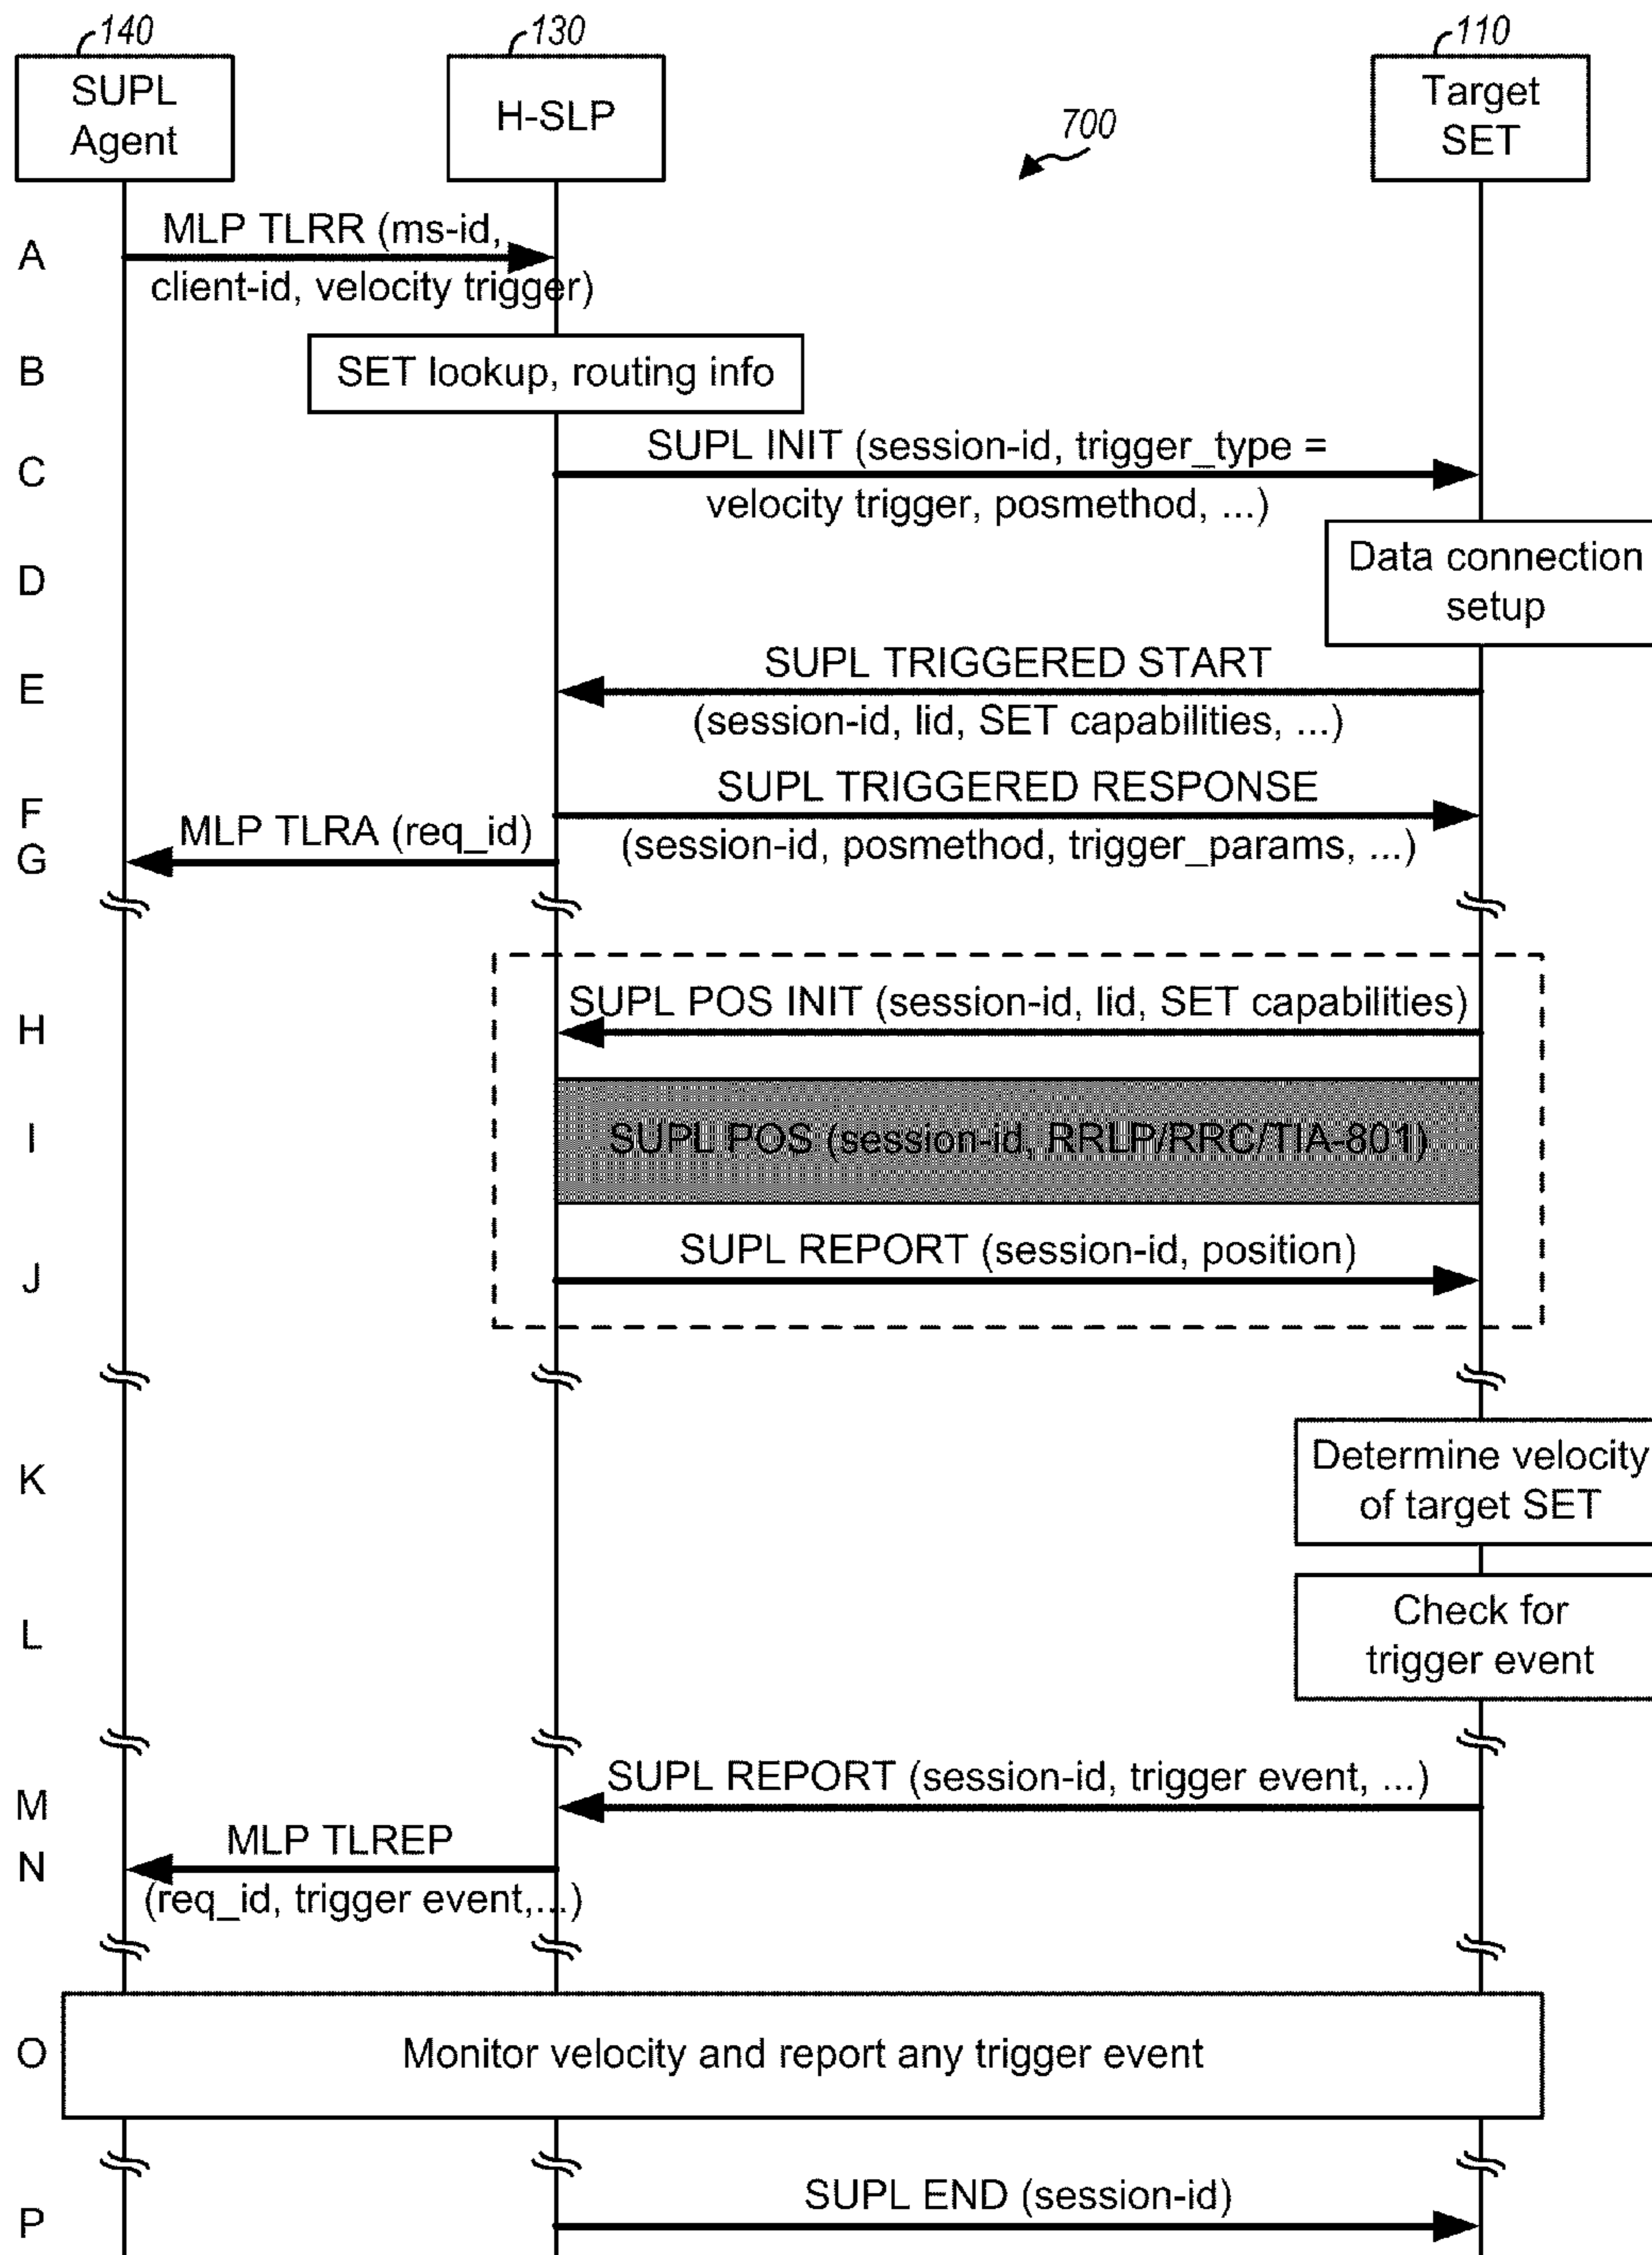 140
130
110
SUPL
Agent
H-SLP
Target
SET
700
A
MLP TLRR (ms-id,
client-id, velocity trigger)
B
SET lookup, routing info
C
SUPL INIT (session-id, trigger_type =
velocity trigger, posmethod, ...)
D
Data connection
setup
E
SUPL TRIGGERED START
(session-id, lid, SET capabilities, ...)
F
SUPL TRIGGERED RESPONSE
(session-id, posmethod, trigger_params, ...)
G
MLP TLRA (req_id)
H
SUPL POS INIT (session-id, lid, SET capabilities)
I
SUPL POS (session-id, RRLP/RRC/TIA-801)
J
SUPL REPORT (session-id, position)
K
Determine velocity
of target SET
L
Check for
trigger event
M
SUPL REPORT (session-id, trigger event, ...)
N
MLP TLREP
(req_id, trigger event,...)
O
Monitor velocity and report any trigger event
P
SUPL END (session-id)